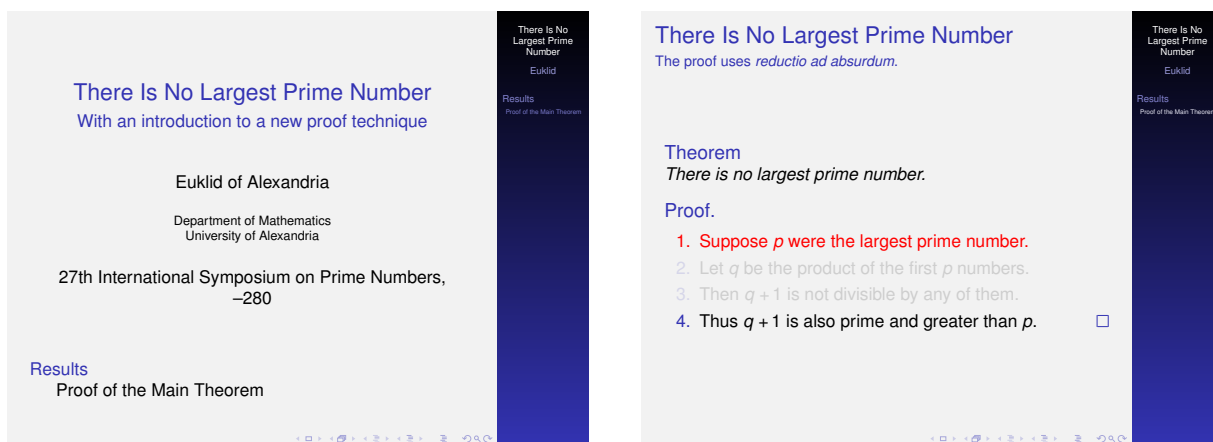 There Is No Largest Prime Number
With an introduction to a new proof technique
Euklid of Alexandria
Department of Mathematics
University of Alexandria
27th International Symposium on Prime Numbers,
–280
Results
Proof of the Main Theorem
There Is No
Largest Prime
Number
Euklid
Results
Proof of the Main Theorem
There Is No Largest Prime Number
The proof uses reductio ad absurdum.
Theorem
There is no largest prime number.
Proof.
1. Suppose p were the largest prime number.
2. Let q be the product of the first p numbers.
3. Then q + 1 is not divisible by any of them.
4. Thus q + 1 is also prime and greater than p. □
There Is No
Largest Prime
Number
Euklid
Results
Proof of the Main Theorem